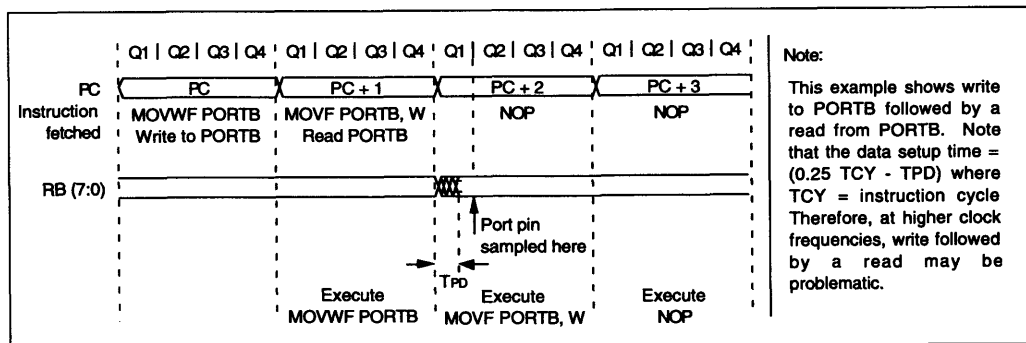 Q1 | Q2 | Q3 | Q4 Q1 | Q2 | Q3 | Q4 Q1 | Q2 | Q3 | Q4 Q1 | Q2 | Q3 | Q4
PC PC PC + 1 PC + 2 PC + 3
Instruction fetched
MOVWF PORTB
Write to PORTB
MOVF PORTB, W
Read PORTB
NOP
NOP
RB (7:0)
Port pin
sampled here
TPD
Execute
MOVWF PORTB
Execute
MOVF PORTB, W
Execute
NOP
Note:
This example shows write
to PORTB followed by a
read from PORTB. Note
that the data setup time =
(0.25 TCY - TPD) where
TCY = instruction cycle
Therefore, at higher clock
frequencies, write followed
by a read may be
problematic.